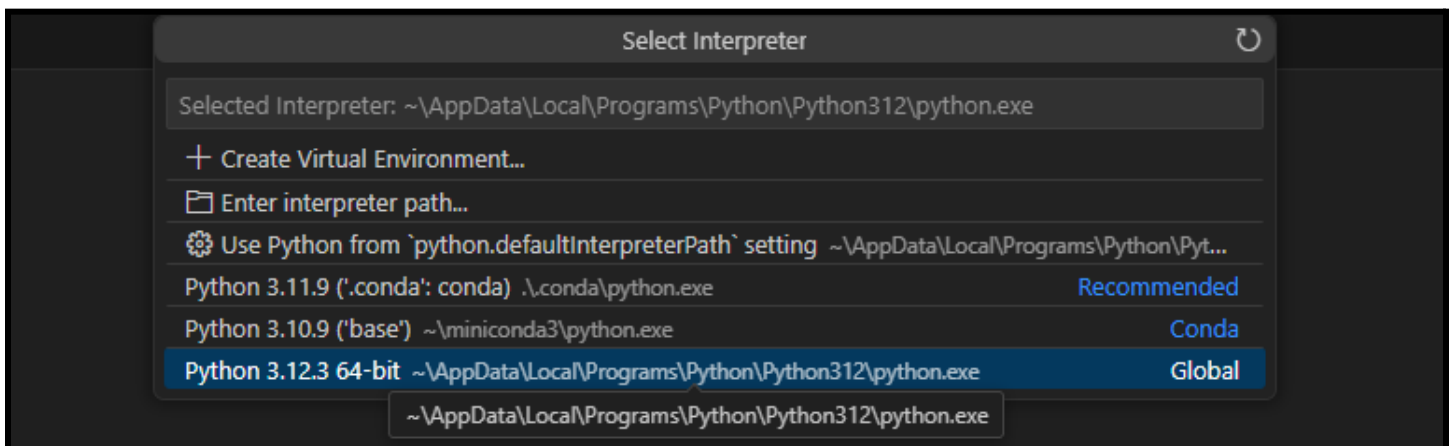 Select Interpreter
Selected Interpreter: ~\AppData\Local\Programs\Python\Python312\python.exe
Create Virtual Environment...
Enter interpreter path...
Use Python from `python.defaultInterpreterPath` setting ~\AppData\Local\Programs\Python\Pyt...
Python 3.11.9 ('.conda': conda) .\.conda\python.exe Recommended
Python 3.10.9 ('base') ~\miniconda3\python.exe Conda
Python 3.12.3 64-bit ~\AppData\Local\Programs\Python\Python312\python.exe Global
~\AppData\Local\Programs\Python\Python312\python.exe